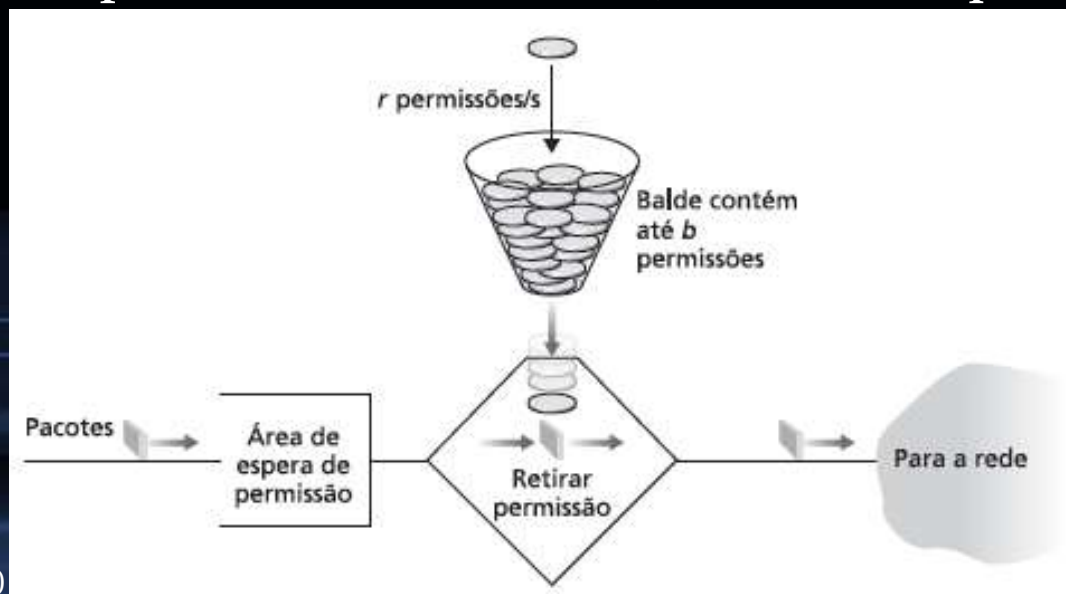 r permissões/s
Balde contém
até b
permissões
Pacotes
Área de
espera de
permissão
Retirar
permissão
Para a rede